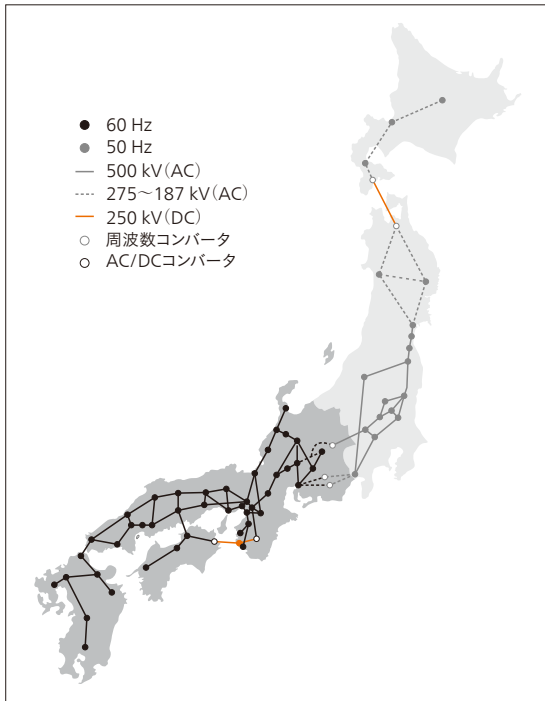 60 Hz
50 Hz
500 kV(AC)
275~187 kV(AC)
250 kV(DC)
周波数コンバータ
AC/DCコンバータ